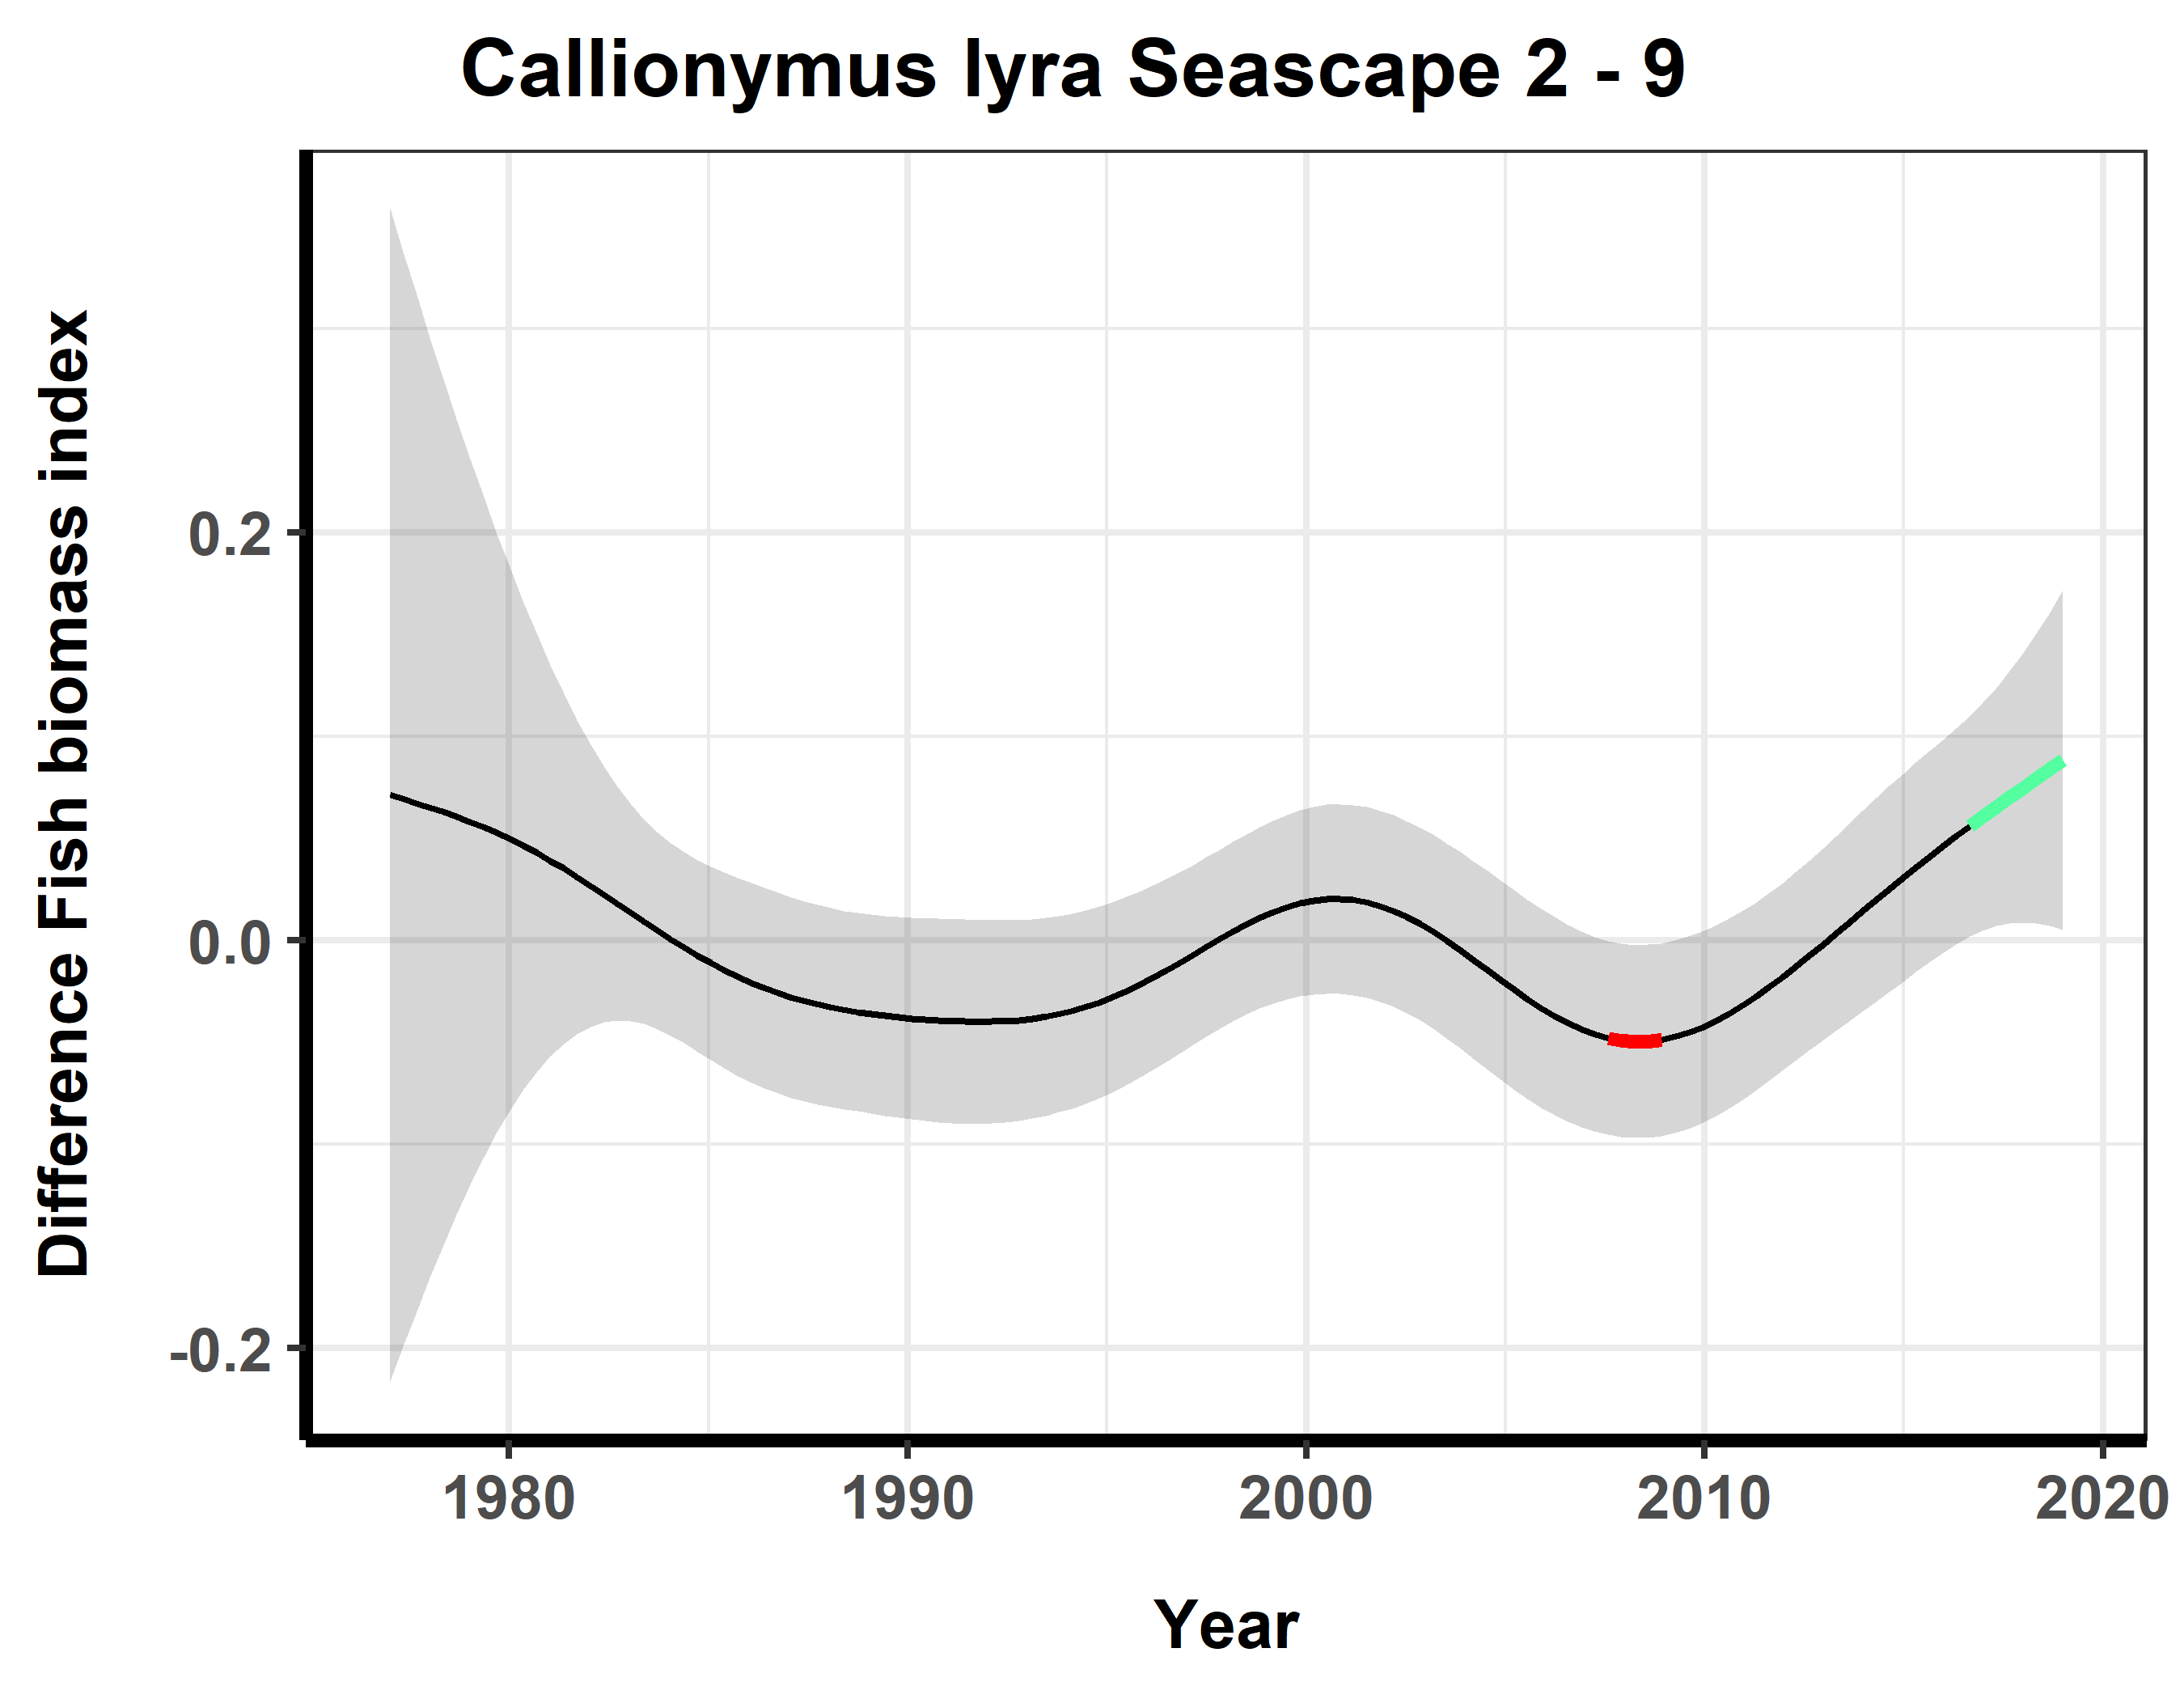 Callionymus lyra Seascape 2 - 9
Difference Fish biomass index
0.2
0.0
-0.2
1980 1990 2000 2010 2020
Year